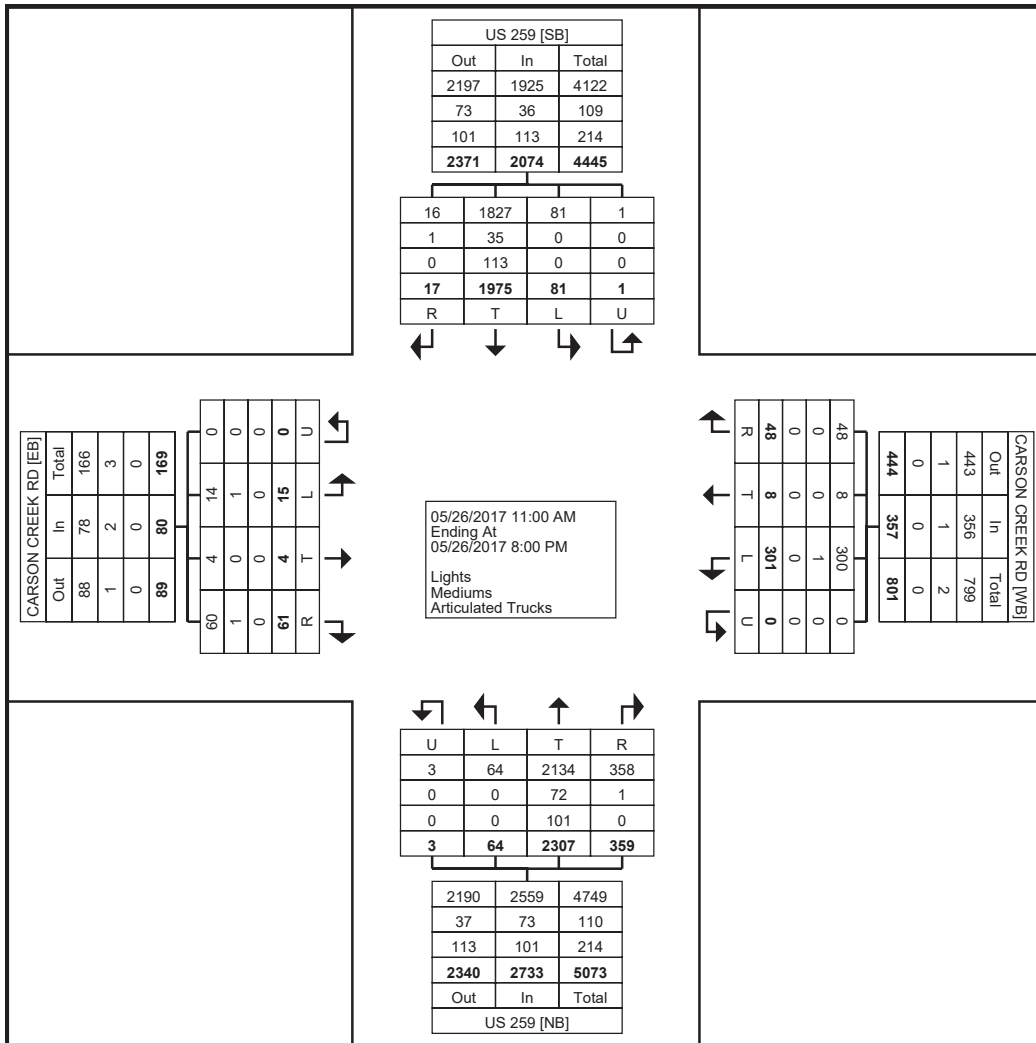 US 259 [SB]
Out In Total
2197 1925 4122
73 36 109
101 113 214
2371 2074 4445
16 1827 81 1
1 35 0 0
0 113 0 0
17 1975 81 1
R T L U
CARSON CREEK RD [EB]
Total In Out
166 78 88
3 2 1
0 0 0
169 80 89
0 14 4 60
0 1 0 1
0 0 0 0
0 15 4 61
U L T R
05/26/2017 11:00 AM
Ending At
05/26/2017 8:00 PM
Lights
Mediums
Articulated Trucks
CARSON CREEK RD [WB]
Out In Total
443 356 799
1 1 2
0 0 0
444 357 801
48 8 300 0
0 0 1 0
0 0 0 0
48 8 301 0
R T L U
U L T R
3 64 2134 358
0 0 72 1
0 0 101 0
3 64 2307 359
2190 2559 4749
37 73 110
113 101 214
2340 2733 5073
Out In Total
US 259 [NB]